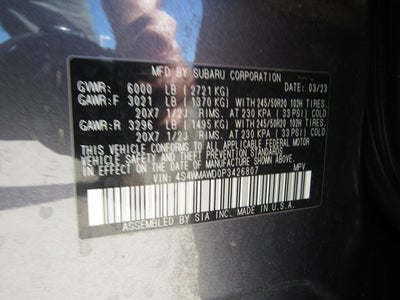 MFD BY SUBARU CORPORATION
GVWR: 6000 LB (2721 KG) DATE: 03/23
GAWR:F 3021 LB (1370 KG) WITH 245/50R20 102H TIRES.
20X7 1/2J RIMS. AT 230 KPA (33 PSI) COLD
GAWR:R 3296 LB (1495 KG) WITH 245/50R20 102H TIRES.
20X7 1/2J RIMS. AT 230 KPA (33 PSI) COLD
THIS VEHICLE CONFORMS TO ALL APPLICABLE FEDERAL MOTOR
VEHICLE SAFETY STANDARDS IN EFFECT ON THE
DATE OF MANUFACTURE SHOWN ABOVE.
VIN: 4S4WMAWD0P3426807 MPV
ASSEMBLED BY SIA INC. MADE IN U.S.A.